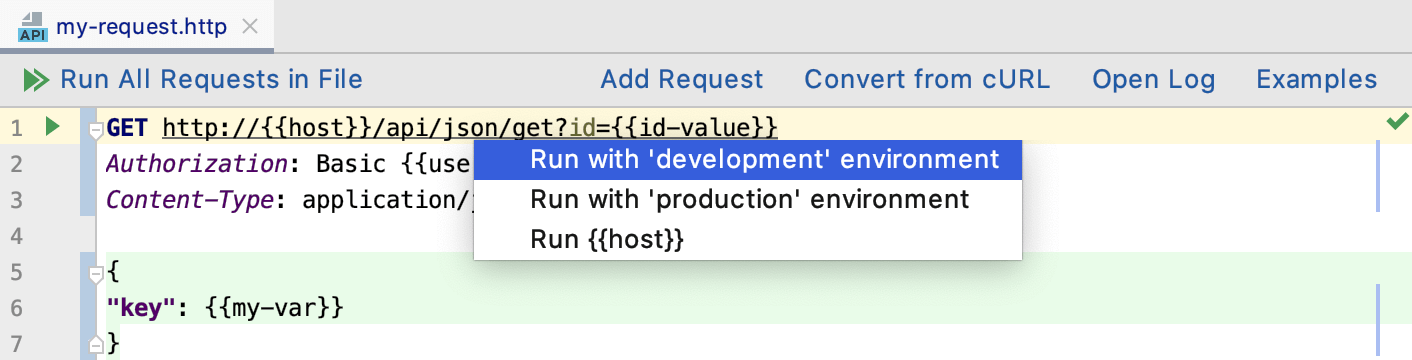 API my-request.http
Run All Requests in File Add Request Convert from cURL Open Log Examples
1 GET http://{{host}}/api/json/get?id={{id-value}}
Run with 'development' environment
2 Authorization: Basic {{use
3 Content-Type: application/
Run with 'production' environment
4
Run {{host}}
5 {
6 "key": {{my-var}}
7 }